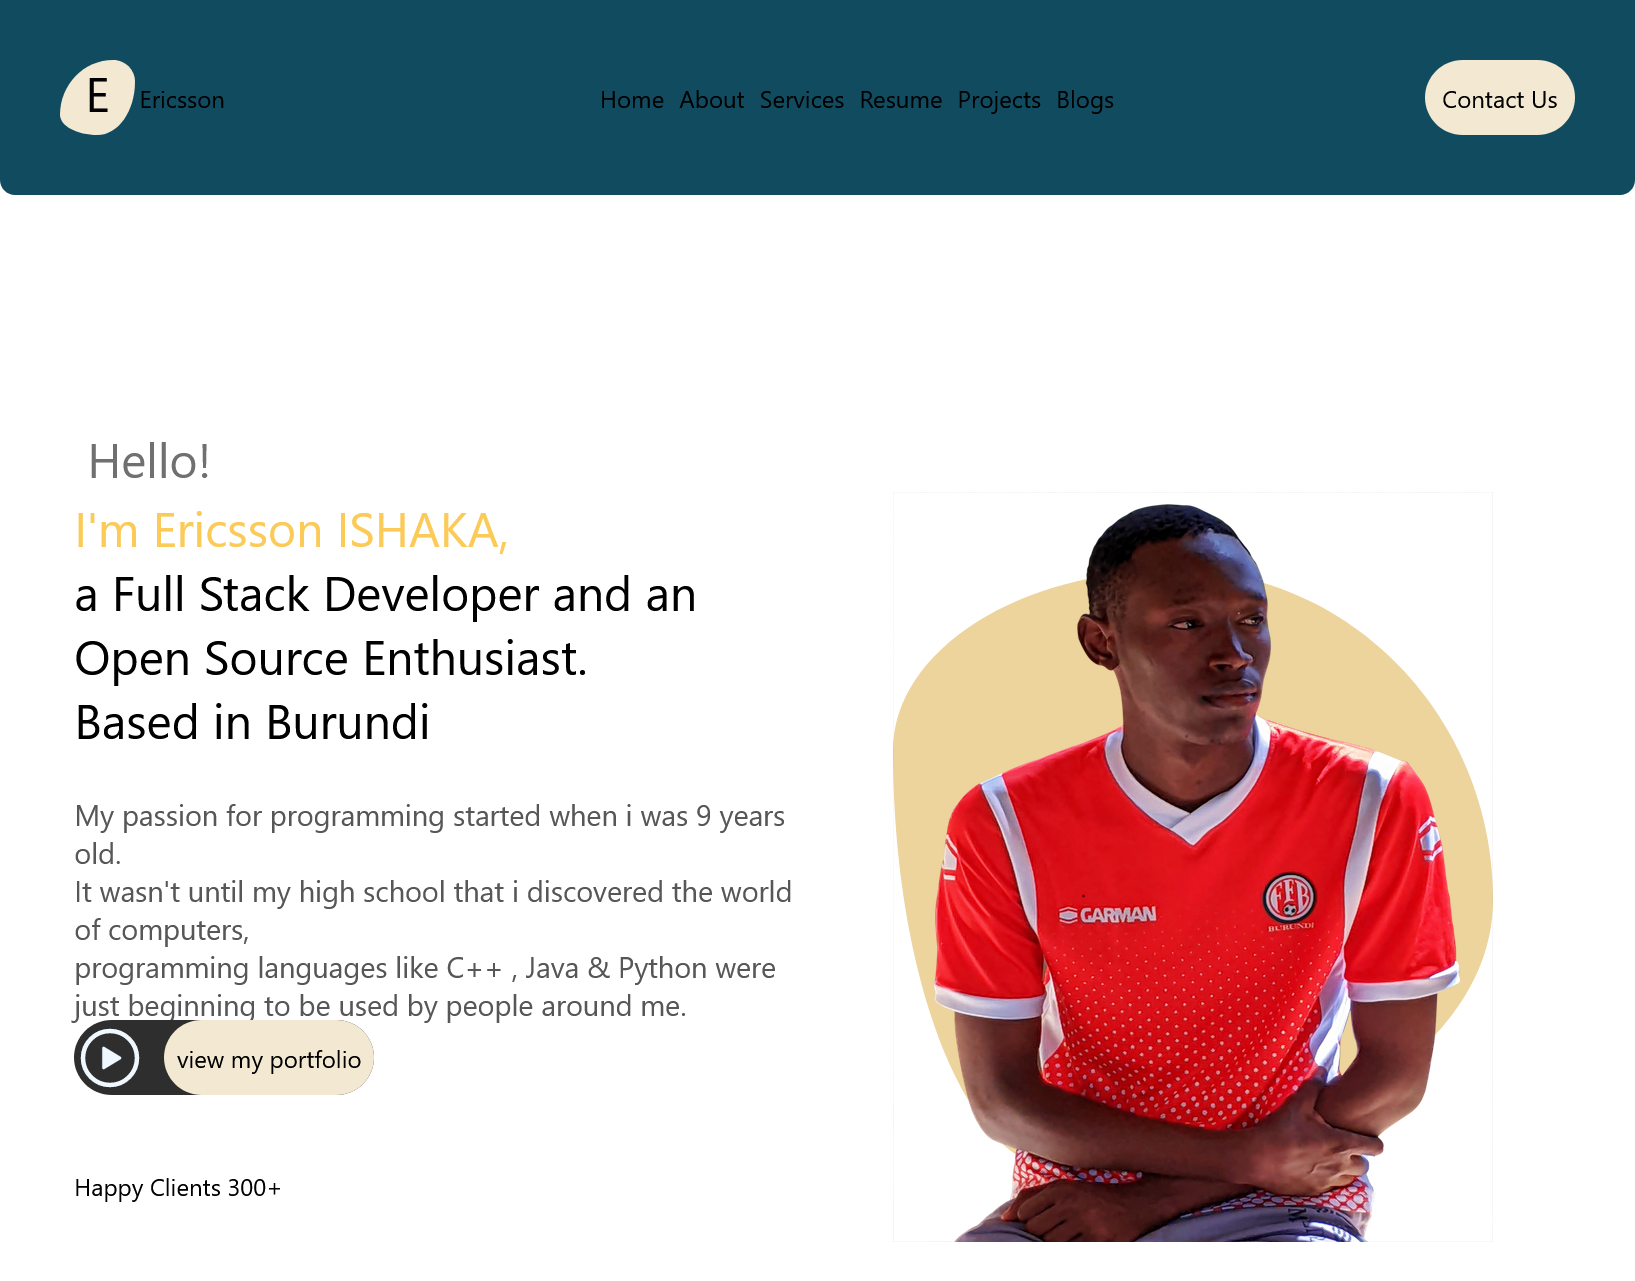 E
Ericsson
Home About Services Resume Projects Blogs
Contact Us
Hello!
I'm Ericsson ISHAKA,
a Full Stack Developer and an
Open Source Enthusiast.
Based in Burundi
My passion for programming started when i was 9 years
old.
It wasn't until my high school that i discovered the world
of computers,
programming languages like C++ , Java & Python were
just beginning to be used by people around me.
view my portfolio
Happy Clients 300+
GARMAN
FFB
BURUNDI